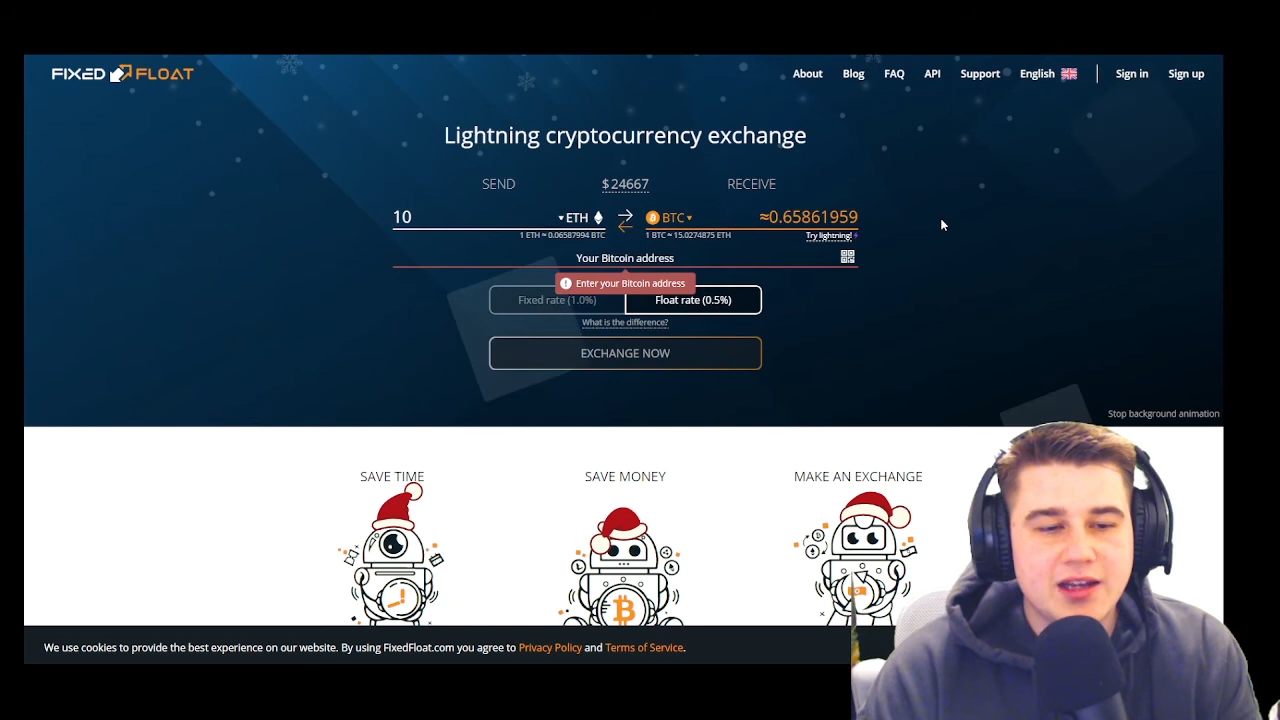 FIXED FLOAT
About Blog FAQ API Support English Sign in Sign up
Lightning cryptocurrency exchange
SEND $24667 RECEIVE
10 ETH BTC ≈0.65861959
1 ETH ≈ 0.06587994 BTC 1 BTC ≈ 15.0274875 ETH Try lightning!
Your Bitcoin address
! Enter your Bitcoin address
Fixed rate (1.0%) Float rate (0.5%)
What is the difference?
EXCHANGE NOW
Stop background animation
SAVE TIME SAVE MONEY MAKE AN EXCHANGE
We use cookies to provide the best experience on our website. By using FixedFloat.com you agree to Privacy Policy and Terms of Service.